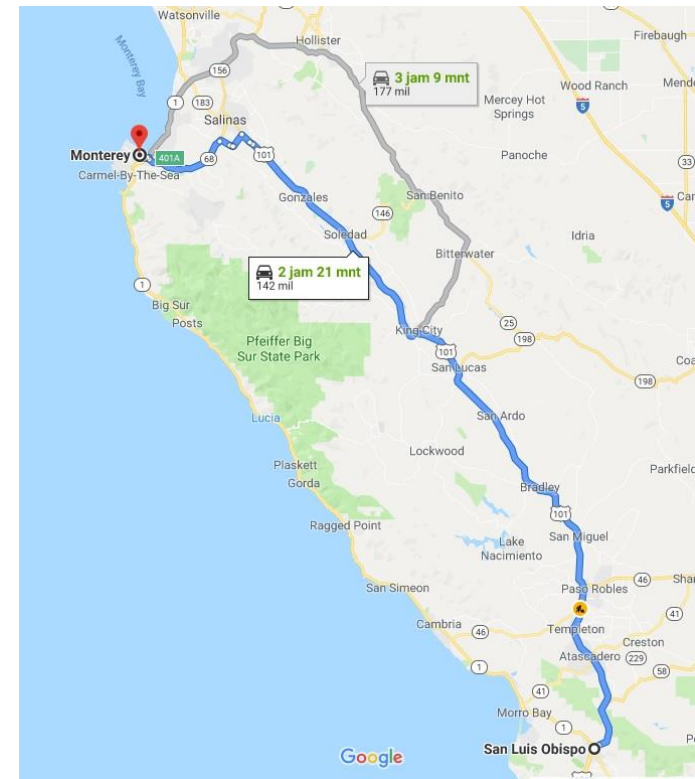 Watsonville
Firebaugh
Hollister
Monterey Bay
3 jam 9 mnt
177 mil
156
1
183
Wood Ranch
5
Mercey Hot
Springs
Salinas
Monterey
401A
68
101
Panoche
33
Carmel-By-The-Sea
Gonzales
San Benito
5
146
Soledad
Idria
Bitterwater
2 jam 21 mnt
142 mil
1
Big Sur
Posts
25
King City
198
Pfeiffer Big
Sur State Park
101
San Lucas
198
Lucia
San Ardo
Lockwood
Plaskett
Gorda
Bradley
Parkfield
101
Ragged Point
San Miguel
Lake
Nacimiento
46
San Simeon
Paso Robles
41
Cambria
46
Templeton
Creston
Atascadero
229
58
1
41
Morro Bay
1
San Luis Obispo
Google